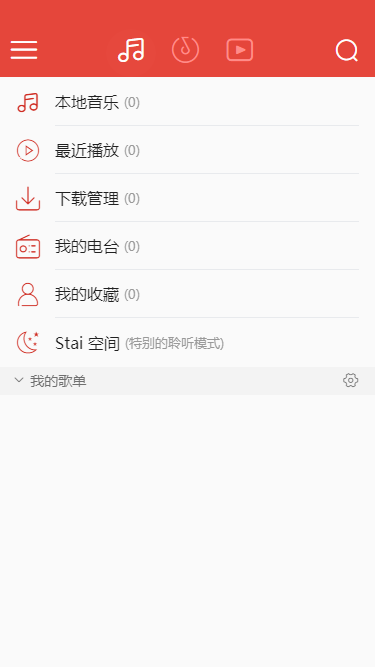 本地音乐 (0)
最近播放 (0)
下载管理 (0)
我的电台 (0)
我的收藏 (0)
Stai 空间 (特别的聆听模式)
我的歌单